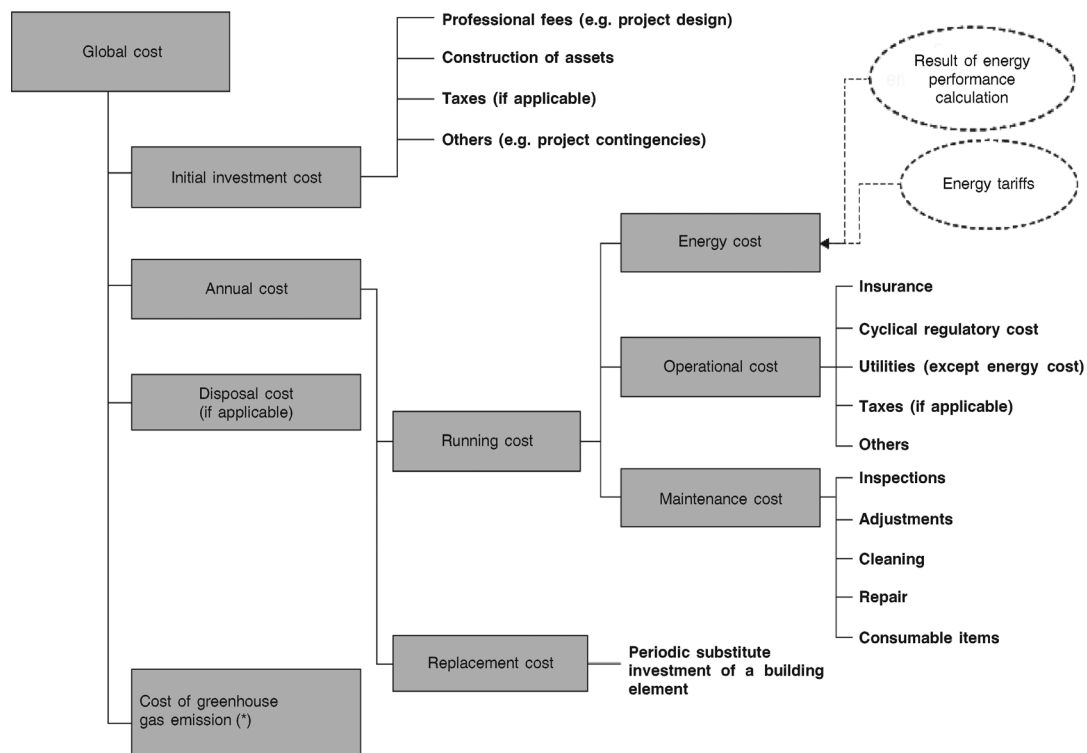 Global cost
Professional fees (e.g. project design)
Construction of assets
Taxes (if applicable)
Others (e.g. project contingencies)
Initial investment cost
Result of energy
performance
calculation
Energy tariffs
Energy cost
Annual cost
Insurance
Cyclical regulatory cost
Operational cost
Utilities (except energy cost)
Taxes (if applicable)
Others
Disposal cost
(if applicable)
Running cost
Maintenance cost
Inspections
Adjustments
Cleaning
Repair
Consumable items
Replacement cost
Periodic substitute
investment of a building
element
Cost of greenhouse
gas emission (*)